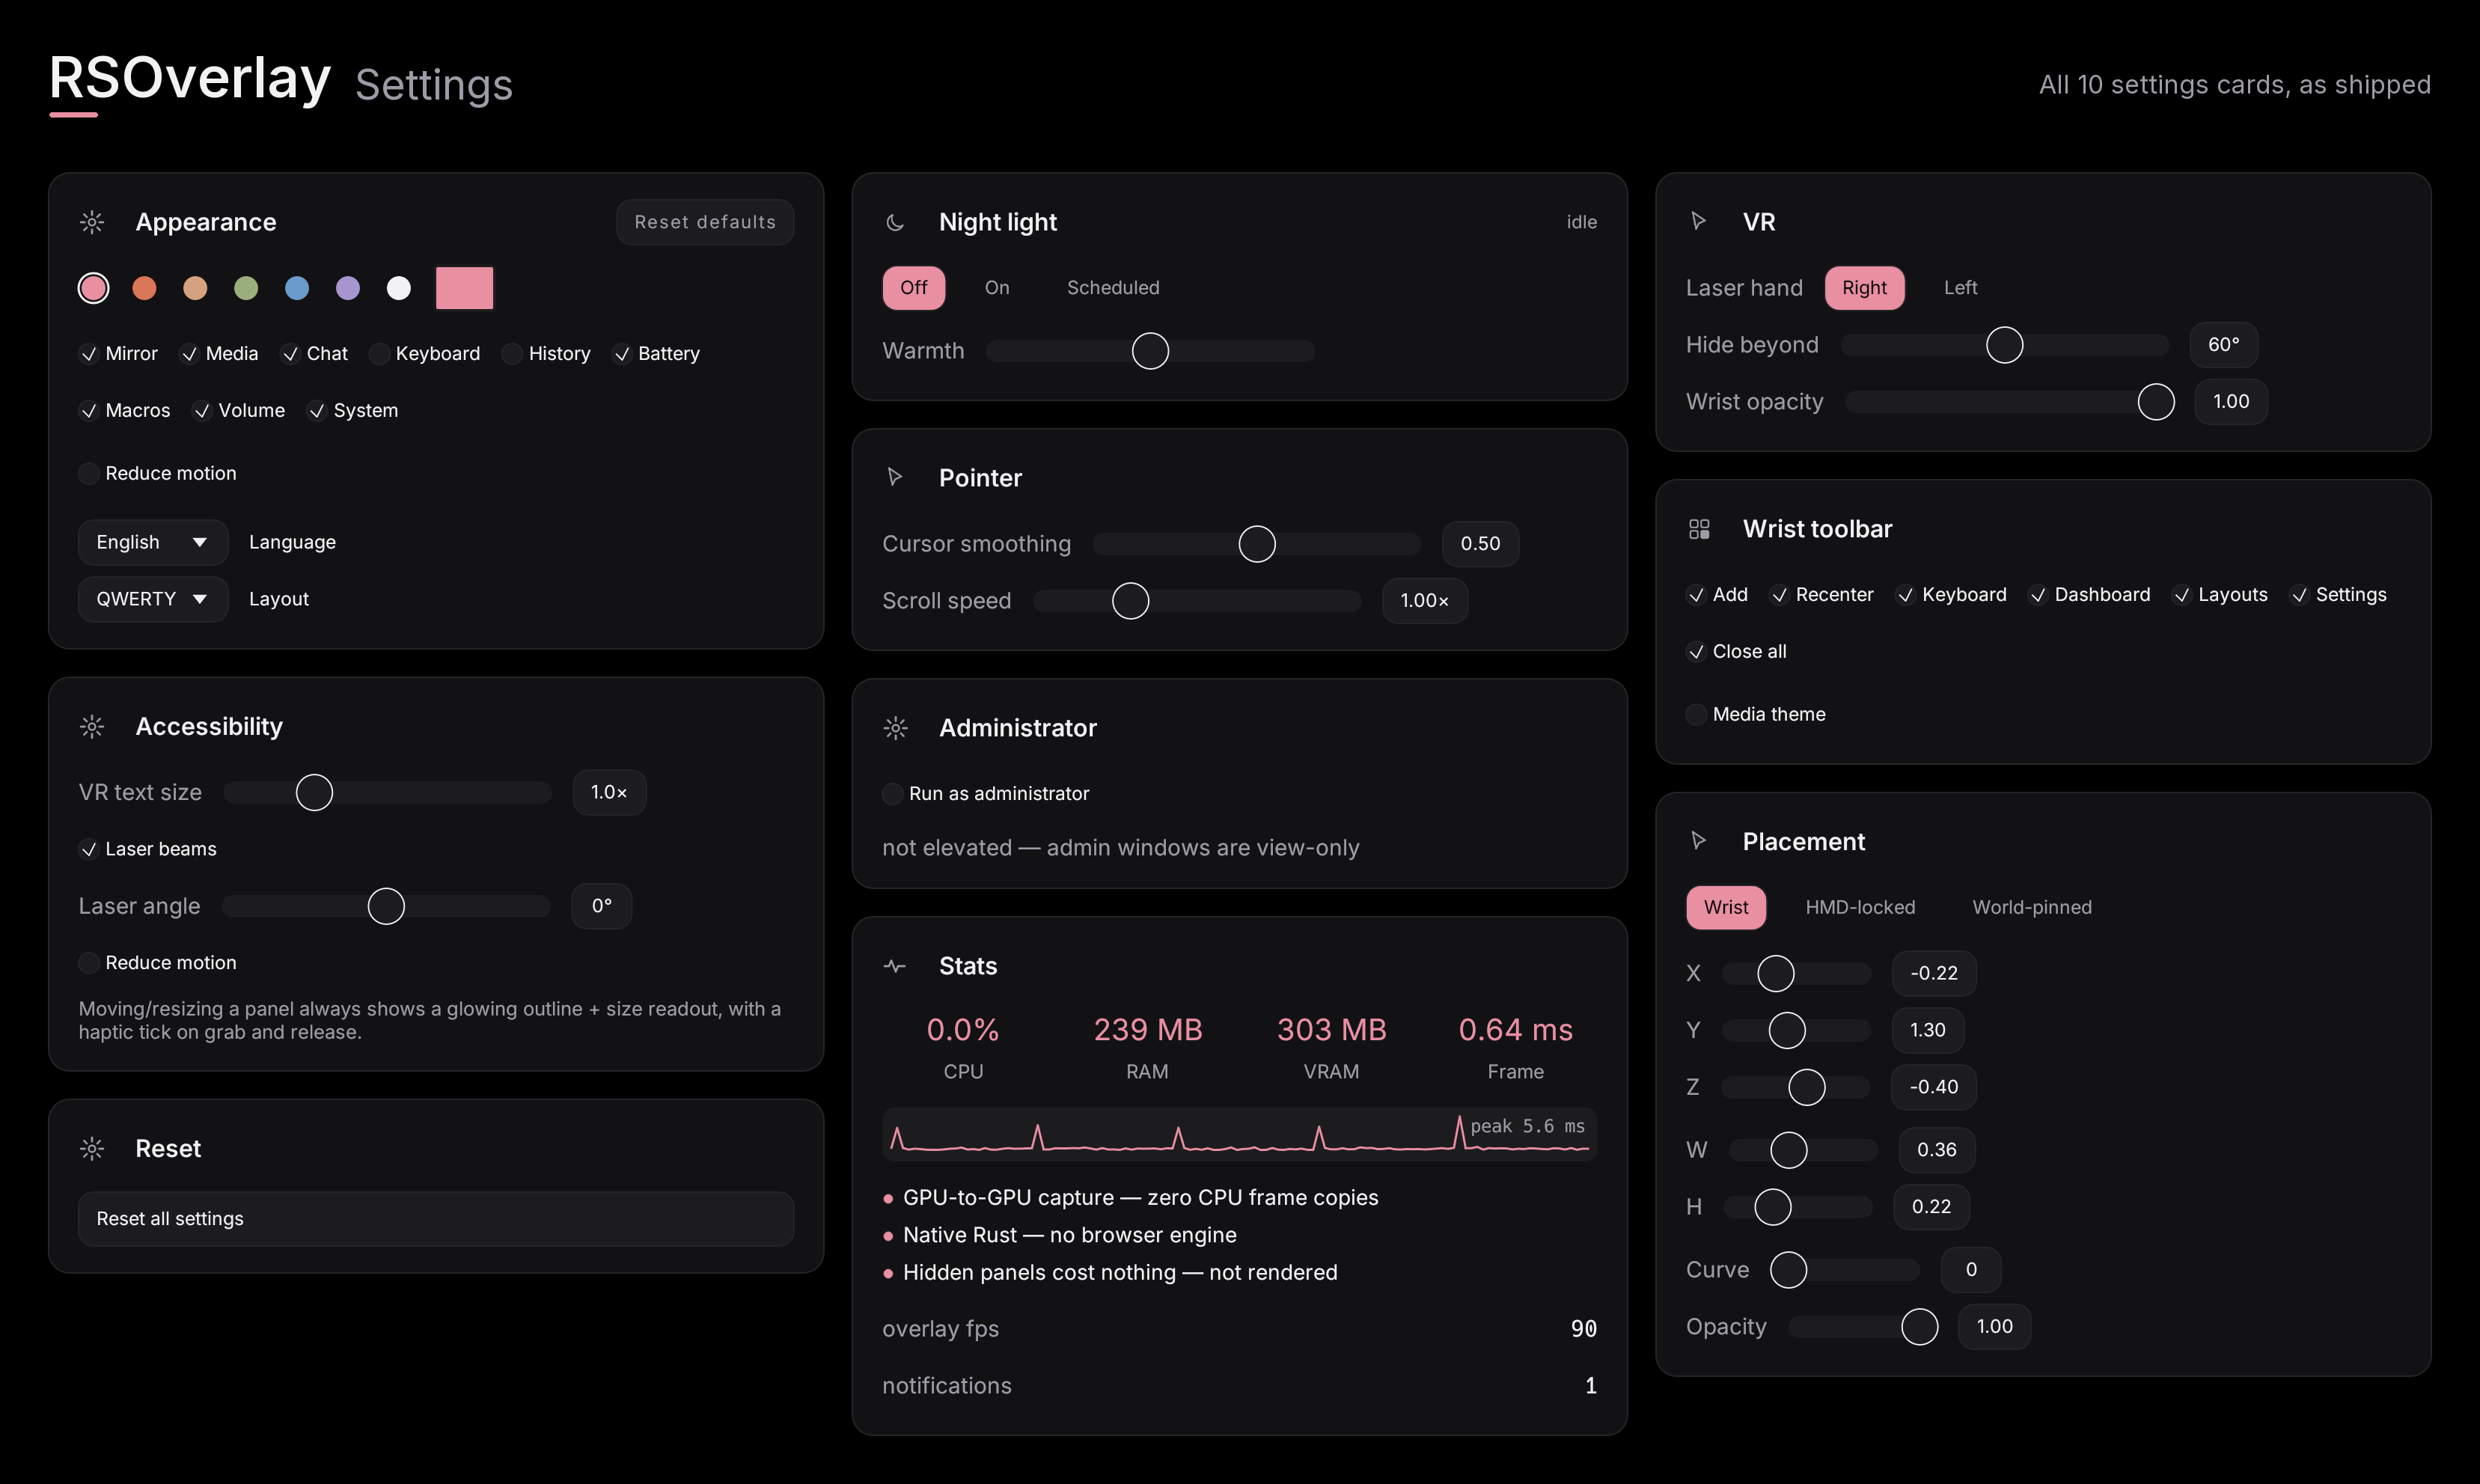 RSOverlay Settings
All 10 settings cards, as shipped
Appearance
Reset defaults
Mirror Media Chat Keyboard History Battery
Macros Volume System
Reduce motion
English Language
QWERTY Layout
Accessibility
VR text size 1.0×
Laser beams
Laser angle 0°
Reduce motion
Moving/resizing a panel always shows a glowing outline + size readout, with a
haptic tick on grab and release.
Reset
Reset all settings
Night light idle
Off On Scheduled
Warmth
Pointer
Cursor smoothing 0.50
Scroll speed 1.00×
Administrator
Run as administrator
not elevated — admin windows are view-only
Stats
0.0% 239 MB 303 MB 0.64 ms
CPU RAM VRAM Frame
peak 5.6 ms
GPU-to-GPU capture — zero CPU frame copies
Native Rust — no browser engine
Hidden panels cost nothing — not rendered
overlay fps 90
notifications 1
VR
Laser hand Right Left
Hide beyond 60°
Wrist opacity 1.00
Wrist toolbar
Add Recenter Keyboard Dashboard Layouts Settings
Close all
Media theme
Placement
Wrist HMD-locked World-pinned
X -0.22
Y 1.30
Z -0.40
W 0.36
H 0.22
Curve 0
Opacity 1.00